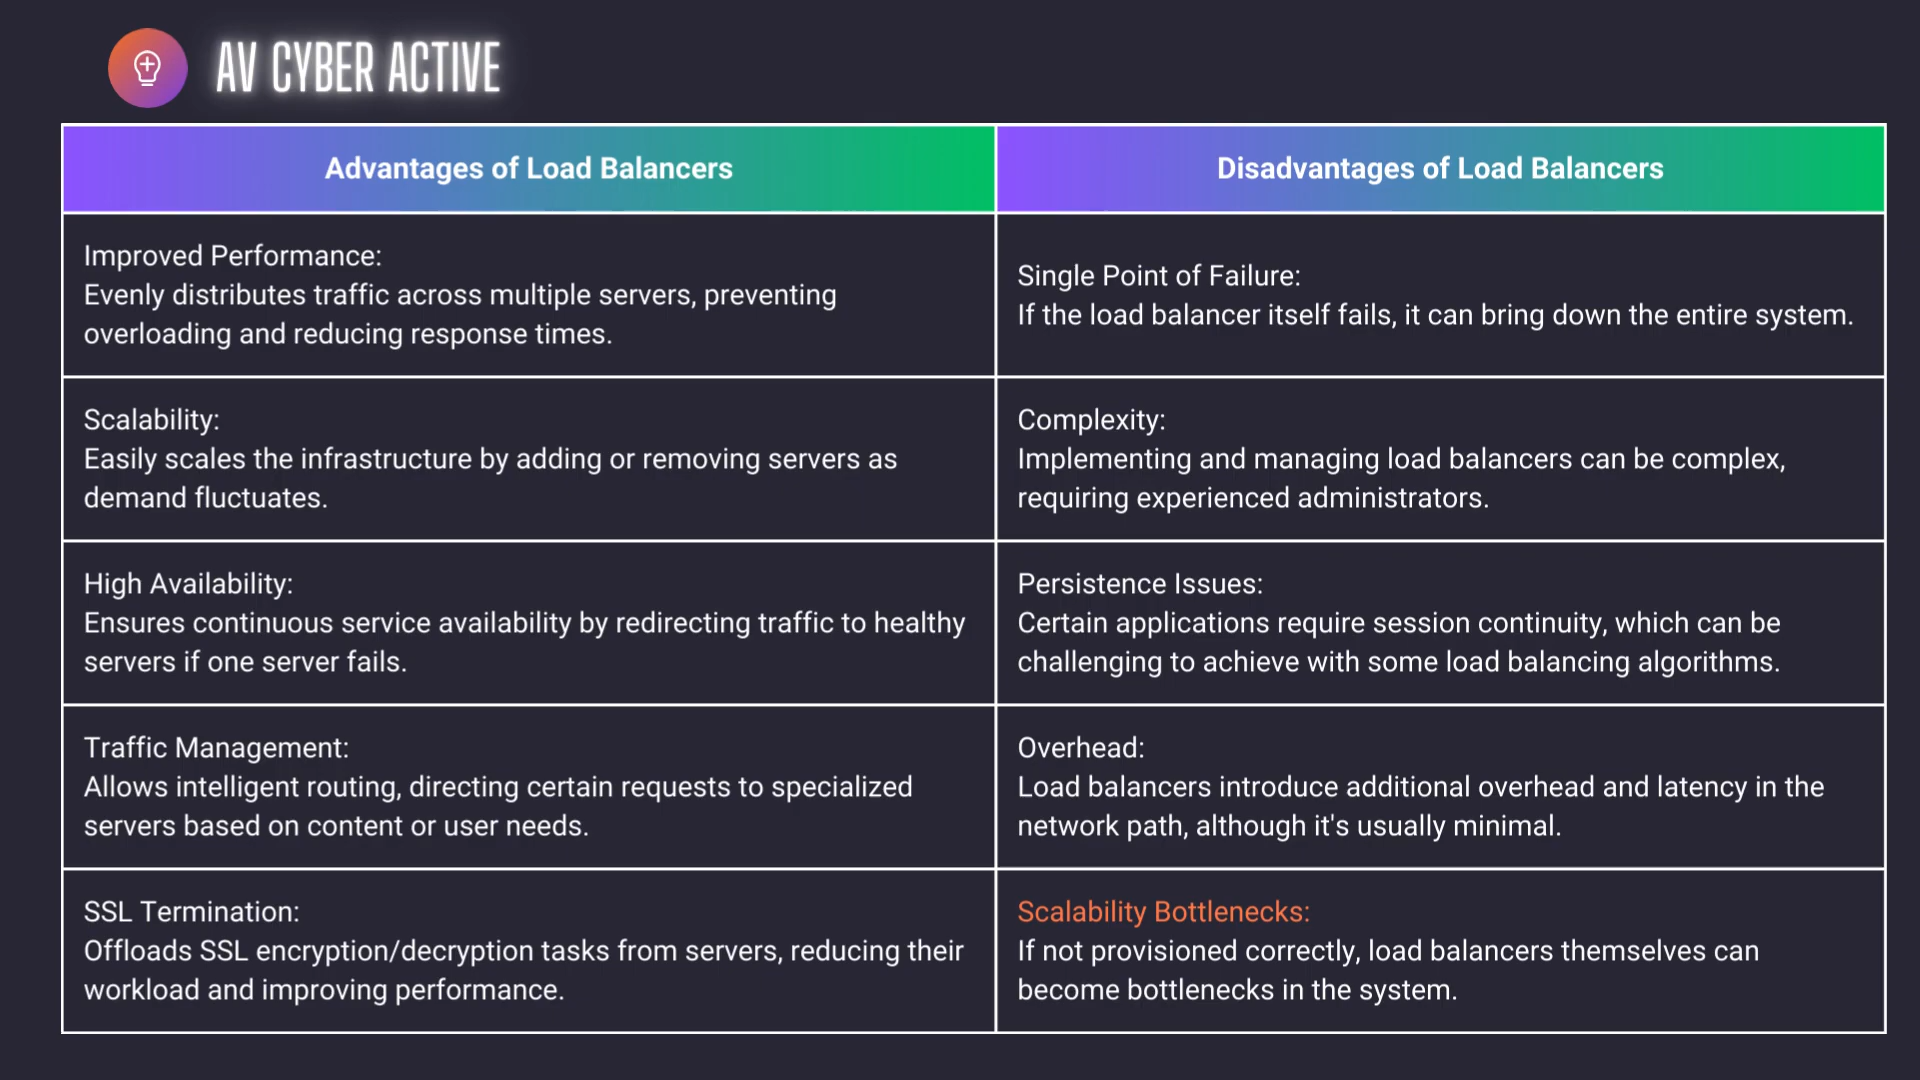 AV CYBER ACTIVE
Advantages of Load Balancers
Disadvantages of Load Balancers
Improved Performance:
Evenly distributes traffic across multiple servers, preventing
overloading and reducing response times.
Single Point of Failure:
If the load balancer itself fails, it can bring down the entire system.
Scalability:
Easily scales the infrastructure by adding or removing servers as
demand fluctuates.
Complexity:
Implementing and managing load balancers can be complex,
requiring experienced administrators.
High Availability:
Ensures continuous service availability by redirecting traffic to healthy
servers if one server fails.
Persistence Issues:
Certain applications require session continuity, which can be
challenging to achieve with some load balancing algorithms.
Traffic Management:
Allows intelligent routing, directing certain requests to specialized
servers based on content or user needs.
Overhead:
Load balancers introduce additional overhead and latency in the
network path, although it's usually minimal.
SSL Termination:
Offloads SSL encryption/decryption tasks from servers, reducing their
workload and improving performance.
Scalability Bottlenecks:
If not provisioned correctly, load balancers themselves can
become bottlenecks in the system.